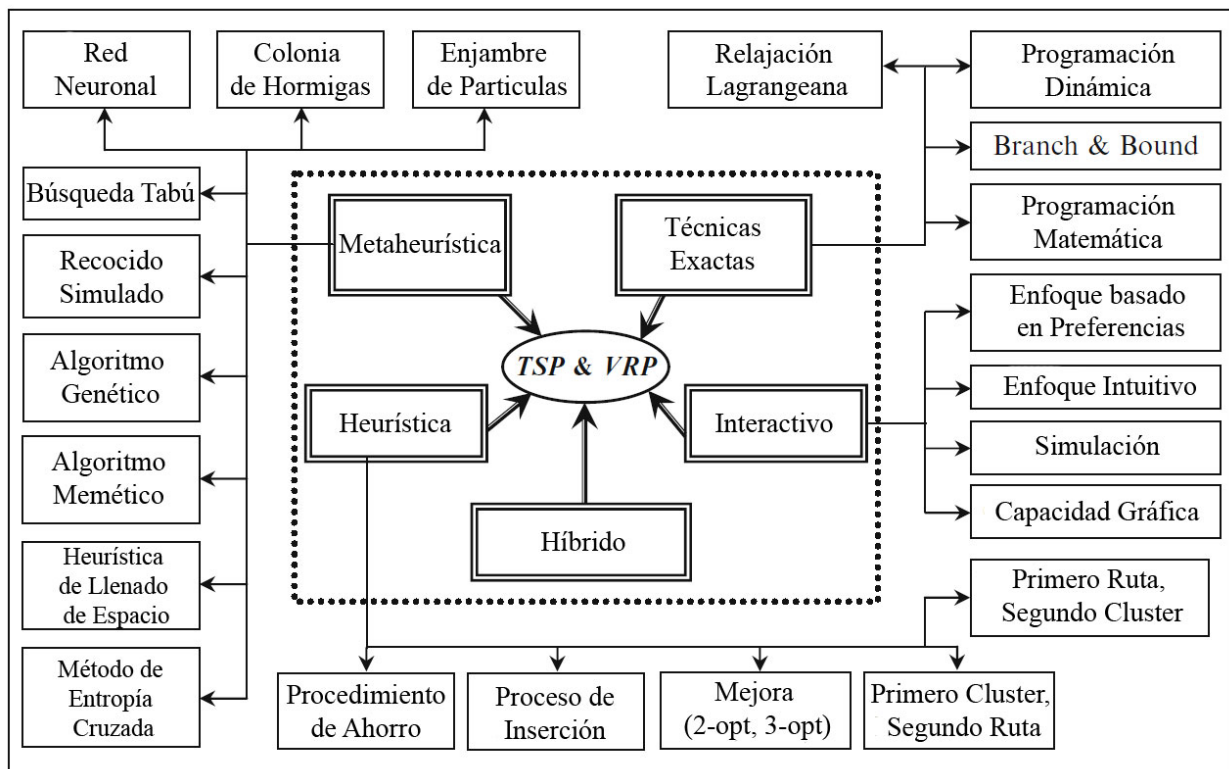 Red
Neuronal
Colonia
de Hormigas
Enjambre
de Particulas
Relajación
Lagrangeana
Programación
Dinámica
Branch & Bound
Programación
Matemática
Búsqueda Tabú
Recocido
Simulado
Algoritmo
Genético
Algoritmo
Memético
Heurística
de Llenado
de Espacio
Método de
Entropía
Cruzada
Metaheurística
Técnicas
Exactas
TSP & VRP
Heurística
Interactivo
Híbrido
Enfoque basado
en Preferencias
Enfoque Intuitivo
Simulación
Capacidad Gráfica
Primero Ruta,
Segundo Cluster
Procedimiento
de Ahorro
Proceso de
Inserción
Mejora
(2-opt, 3-opt)
Primero Cluster,
Segundo Ruta